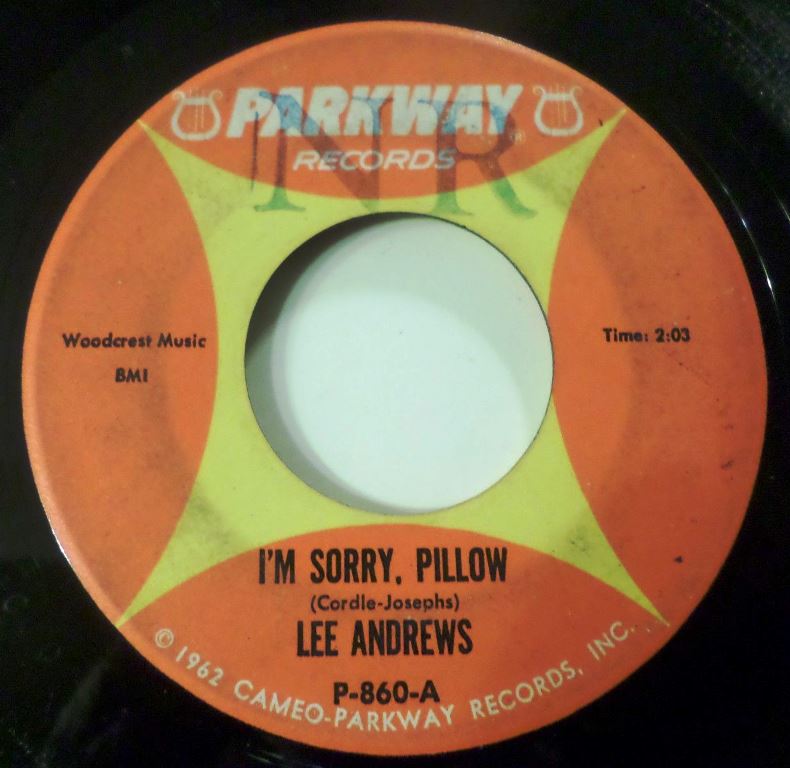 PARKWAY®
RECORDS
NR
Woodcrest Music
BMI
Time: 2:03
I'M SORRY, PILLOW
(Cordle-Josephs)
LEE ANDREWS
P-860-A
© 1962 CAMEO-PARKWAY RECORDS, INC.